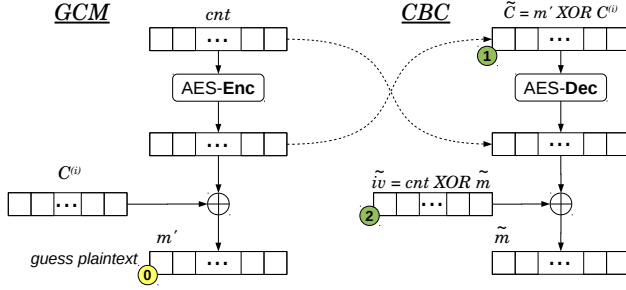 GCM
CBC
cnt
C̃ = m′ XOR C⁽ⁱ⁾
...
...
1
AES-Enc
AES-Dec
...
...
C⁽ⁱ⁾
ĩv = cnt XOR m̃
...
...
2
m′
m̃
guess plaintext
...
...
0